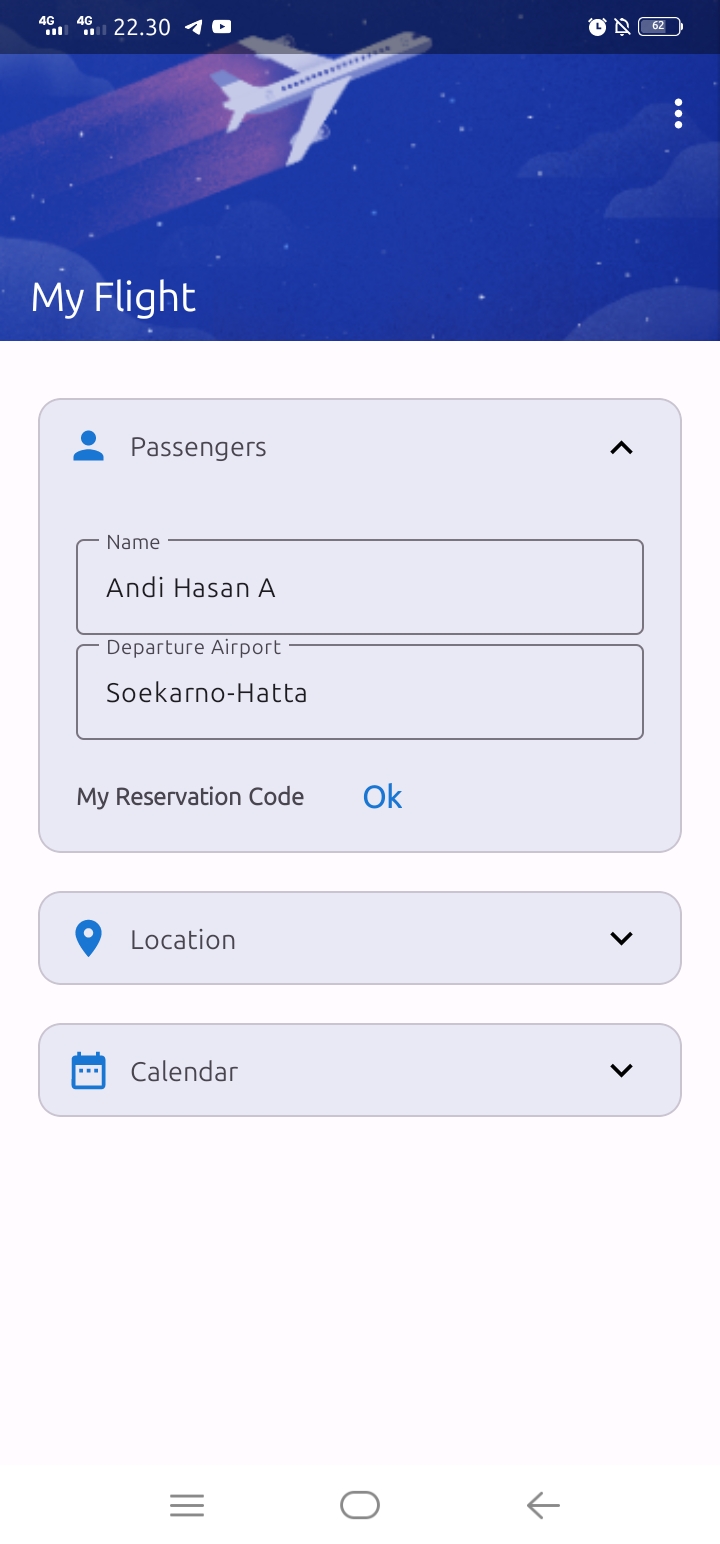 4G 4G 22.30 62
My Flight
Passengers
Name
Andi Hasan A
Departure Airport
Soekarno-Hatta
My Reservation Code Ok
Location
Calendar